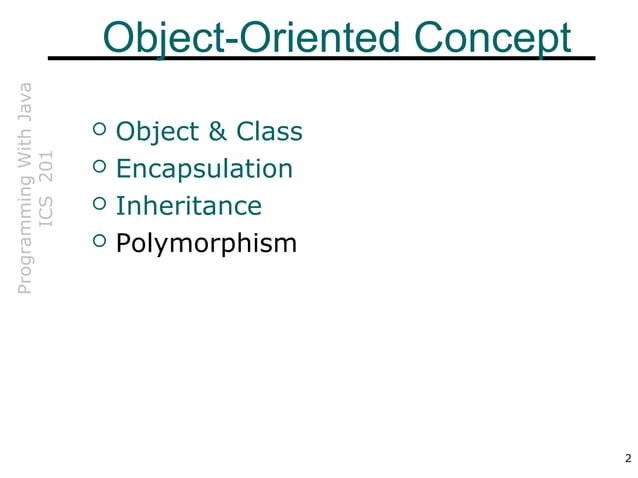 Object-Oriented Concept
Programming With Java
ICS 201
Object & Class
Encapsulation
Inheritance
Polymorphism
2